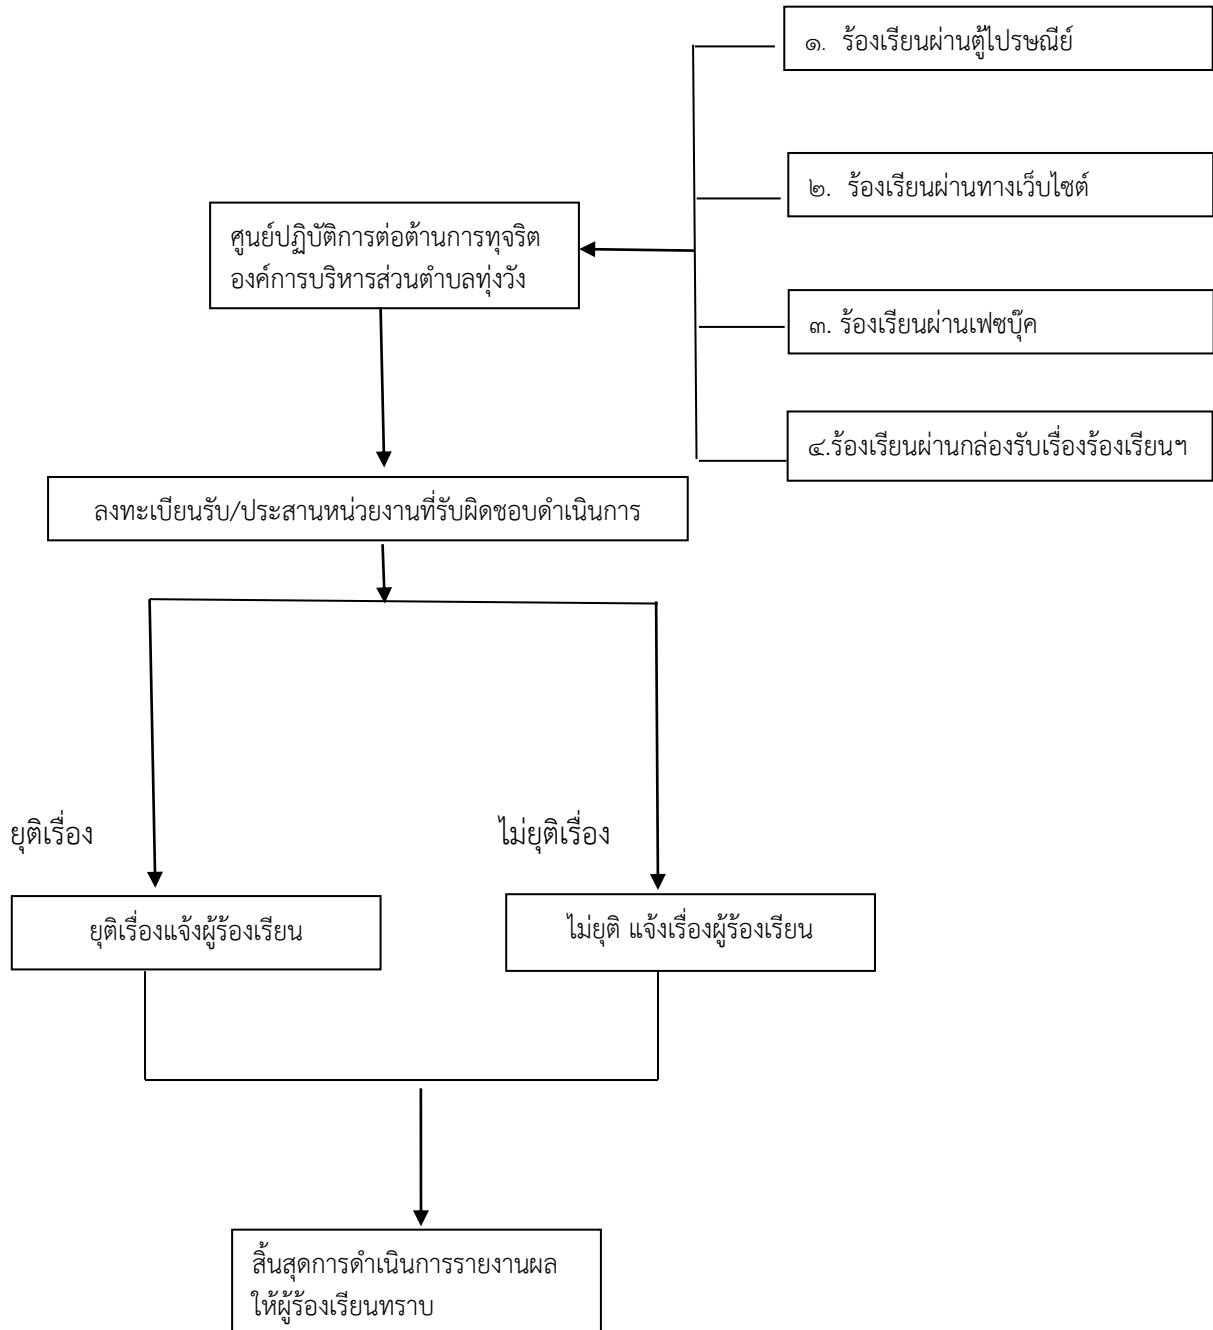 ๑. ร้องเรียนผ่านตู้ไปรษณีย์
๒. ร้องเรียนผ่านทางเว็บไซต์
ศูนย์ปฏิบัติการต่อต้านการทุจริต
องค์การบริหารส่วนตำบลทุ่งวัง
๓. ร้องเรียนผ่านเฟซบุ๊ค
๔.ร้องเรียนผ่านกล่องรับเรื่องร้องเรียนฯ
ลงทะเบียนรับ/ประสานหน่วยงานที่รับผิดชอบดำเนินการ
ยุติเรื่อง
ไม่ยุติเรื่อง
ยุติเรื่องแจ้งผู้ร้องเรียน
ไม่ยุติ แจ้งเรื่องผู้ร้องเรียน
สิ้นสุดการดำเนินการรายงานผล
ให้ผู้ร้องเรียนทราบ